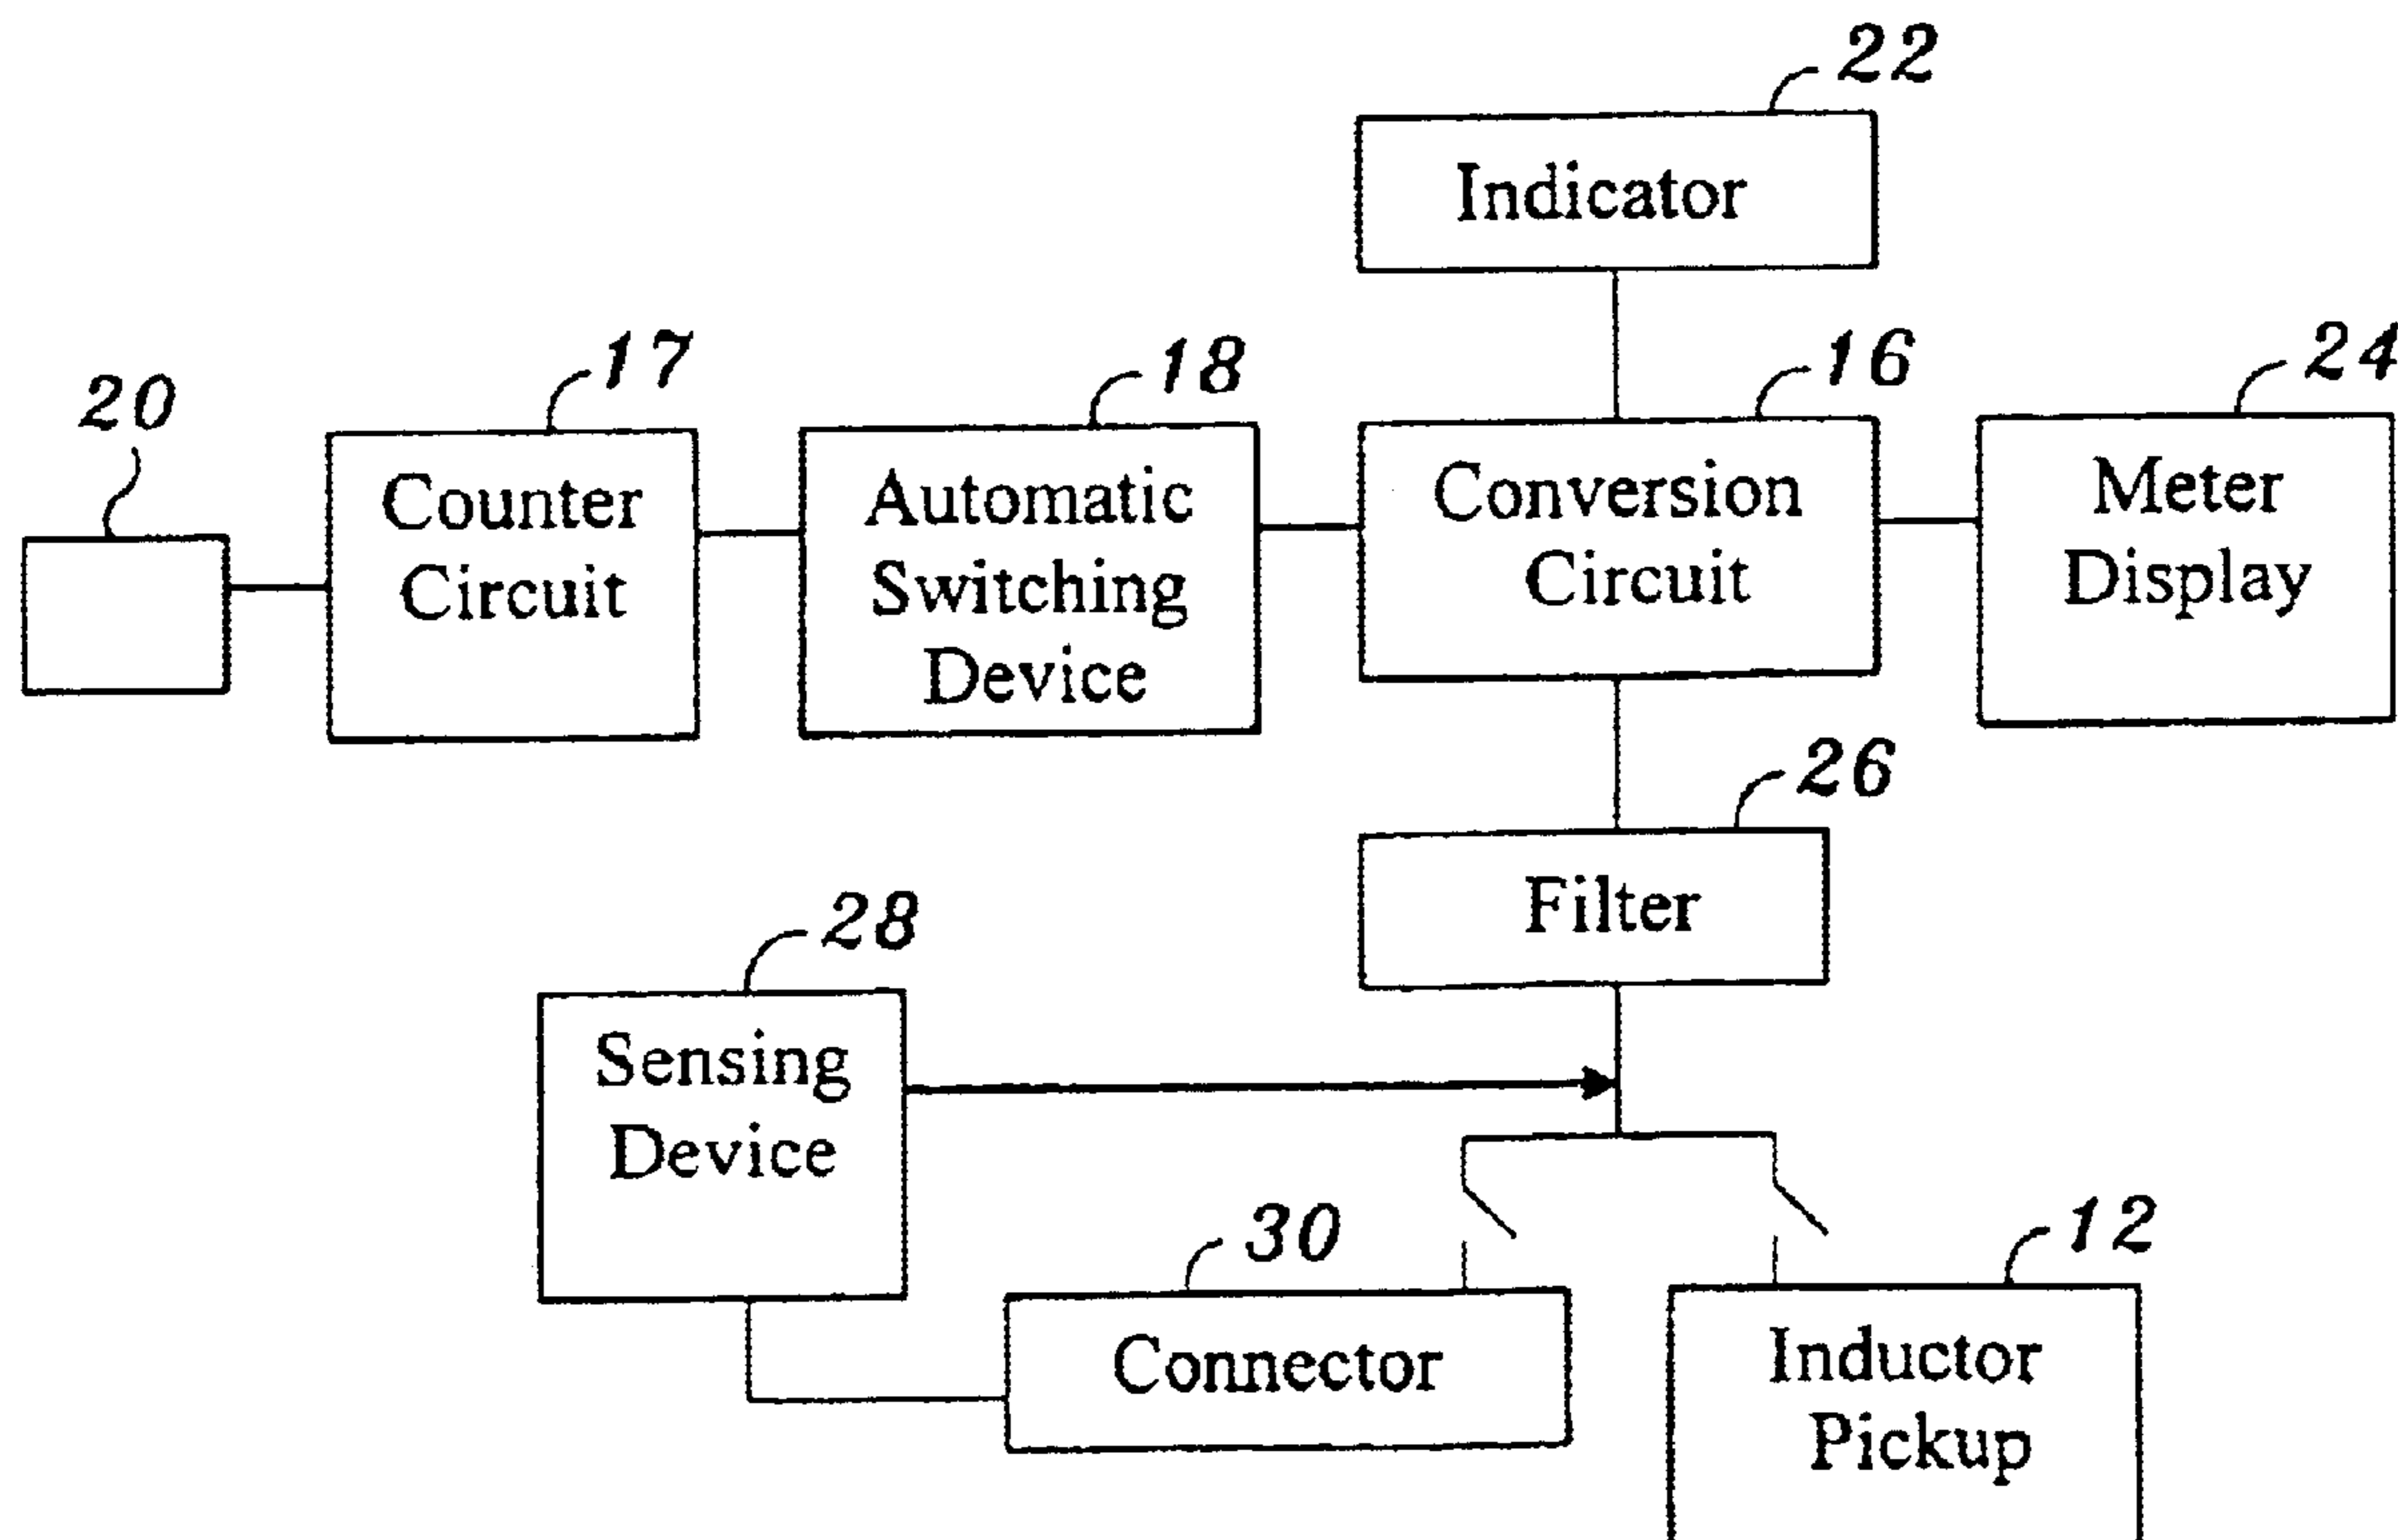 22
Indicator
20
17
18
16
24
Counter
Circuit
Automatic
Switching
Device
Conversion
Circuit
Meter
Display
26
Filter
28
Sensing
Device
30
Connector
12
Inductor
Pickup